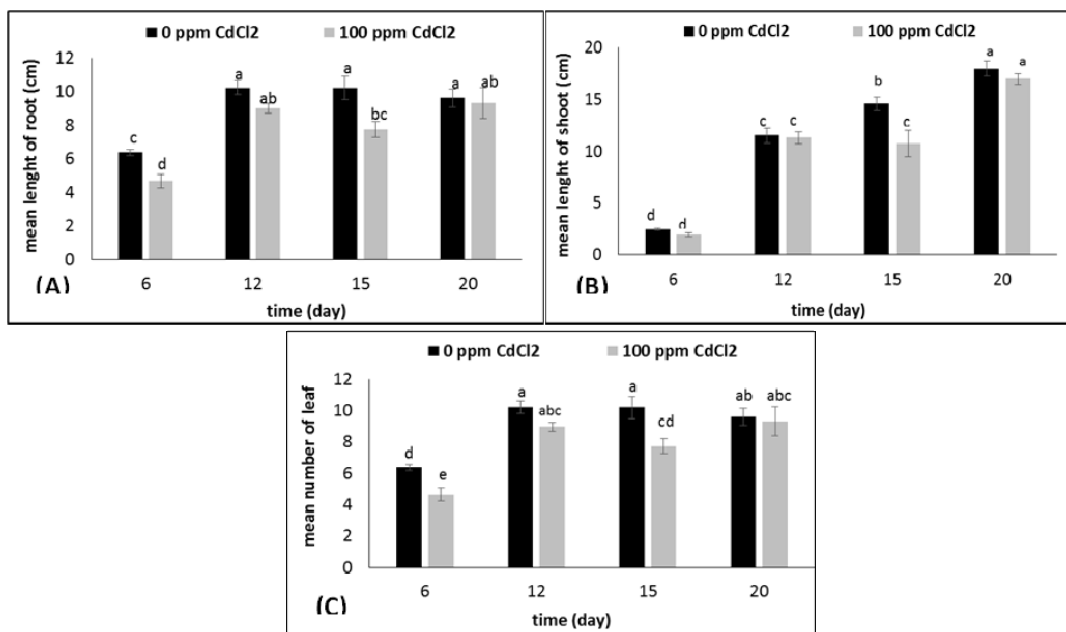 0 ppm CdCl2 100 ppm CdCl2
12
10
8
6
4
2
0
mean lenght of root (cm)
c d a ab a bc a ab
6 12 15 20
(A)
time (day)
0 ppm CdCl2 100 ppm CdCl2
20
15
10
5
0
mean lenght of shoot (cm)
d d c c b c a a
6 12 15 20
(B)
time (day)
0 ppm CdCl2 100 ppm CdCl2
12
10
8
6
4
2
0
mean number of leaf
d e a abc a cd ab abc
6 12 15 20
(C)
time (day)